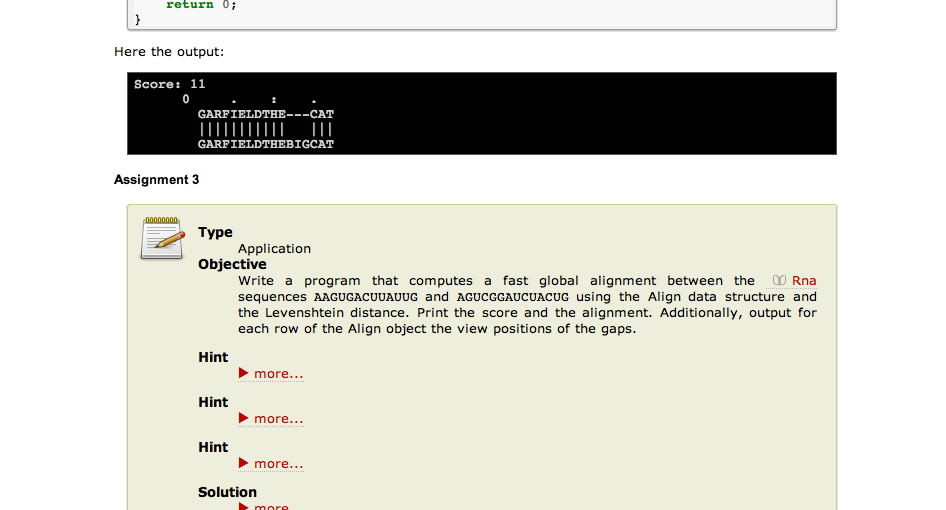 return 0;
}
Here the output:
Score: 11
0 . : .
GARFIELDTHE---CAT
||||||||||| |||
GARFIELDTHEBIGCAT
Assignment 3
Type
Application
Objective
Write a program that computes a fast global alignment between the Rna
sequences AAGUGACUUAUUG and AGUCGGAUCUACUG using the Align data structure and
the Levenshtein distance. Print the score and the alignment. Additionally, output for
each row of the Align object the view positions of the gaps.
Hint
more...
Hint
more...
Hint
more...
Solution
more